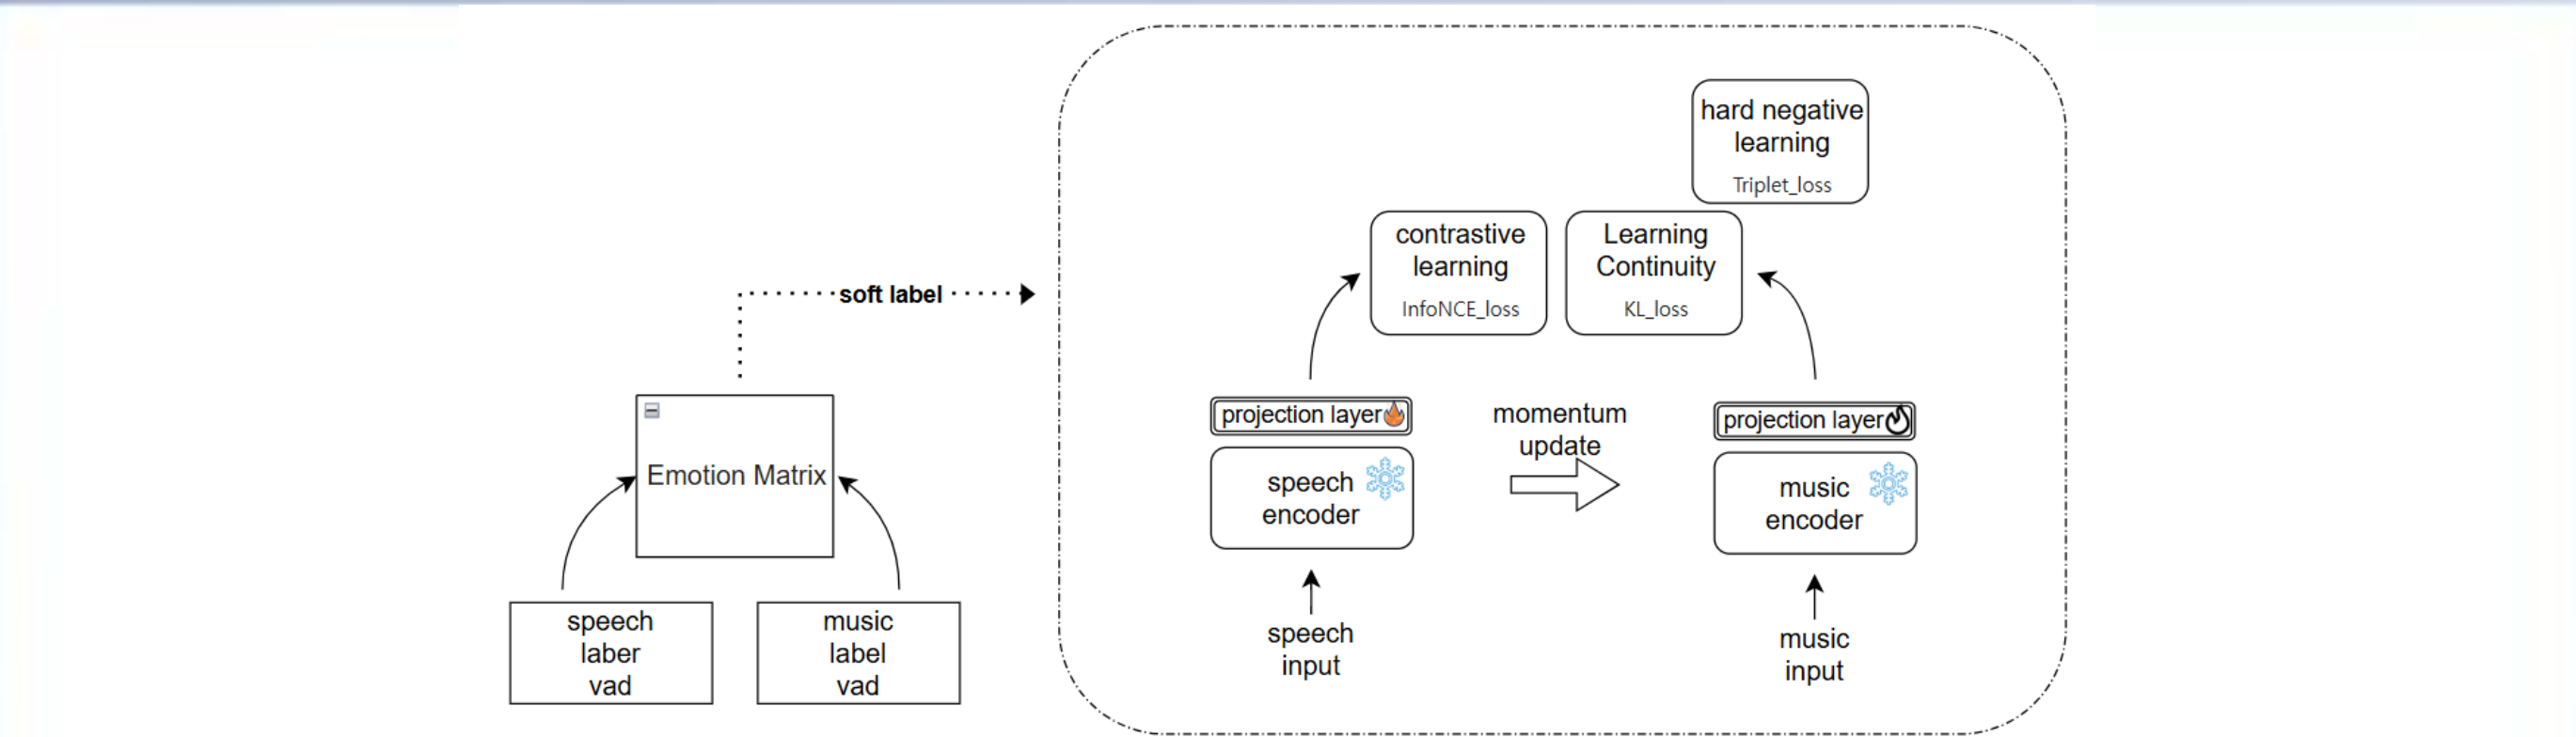 hard negative
learning
Triplet_loss
contrastive
learning
InfoNCE_loss
Learning
Continuity
KL_loss
soft label
Emotion Matrix
speech
laber
vad
music
label
vad
projection layer
speech
encoder
speech
input
momentum
update
projection layer
music
encoder
music
input